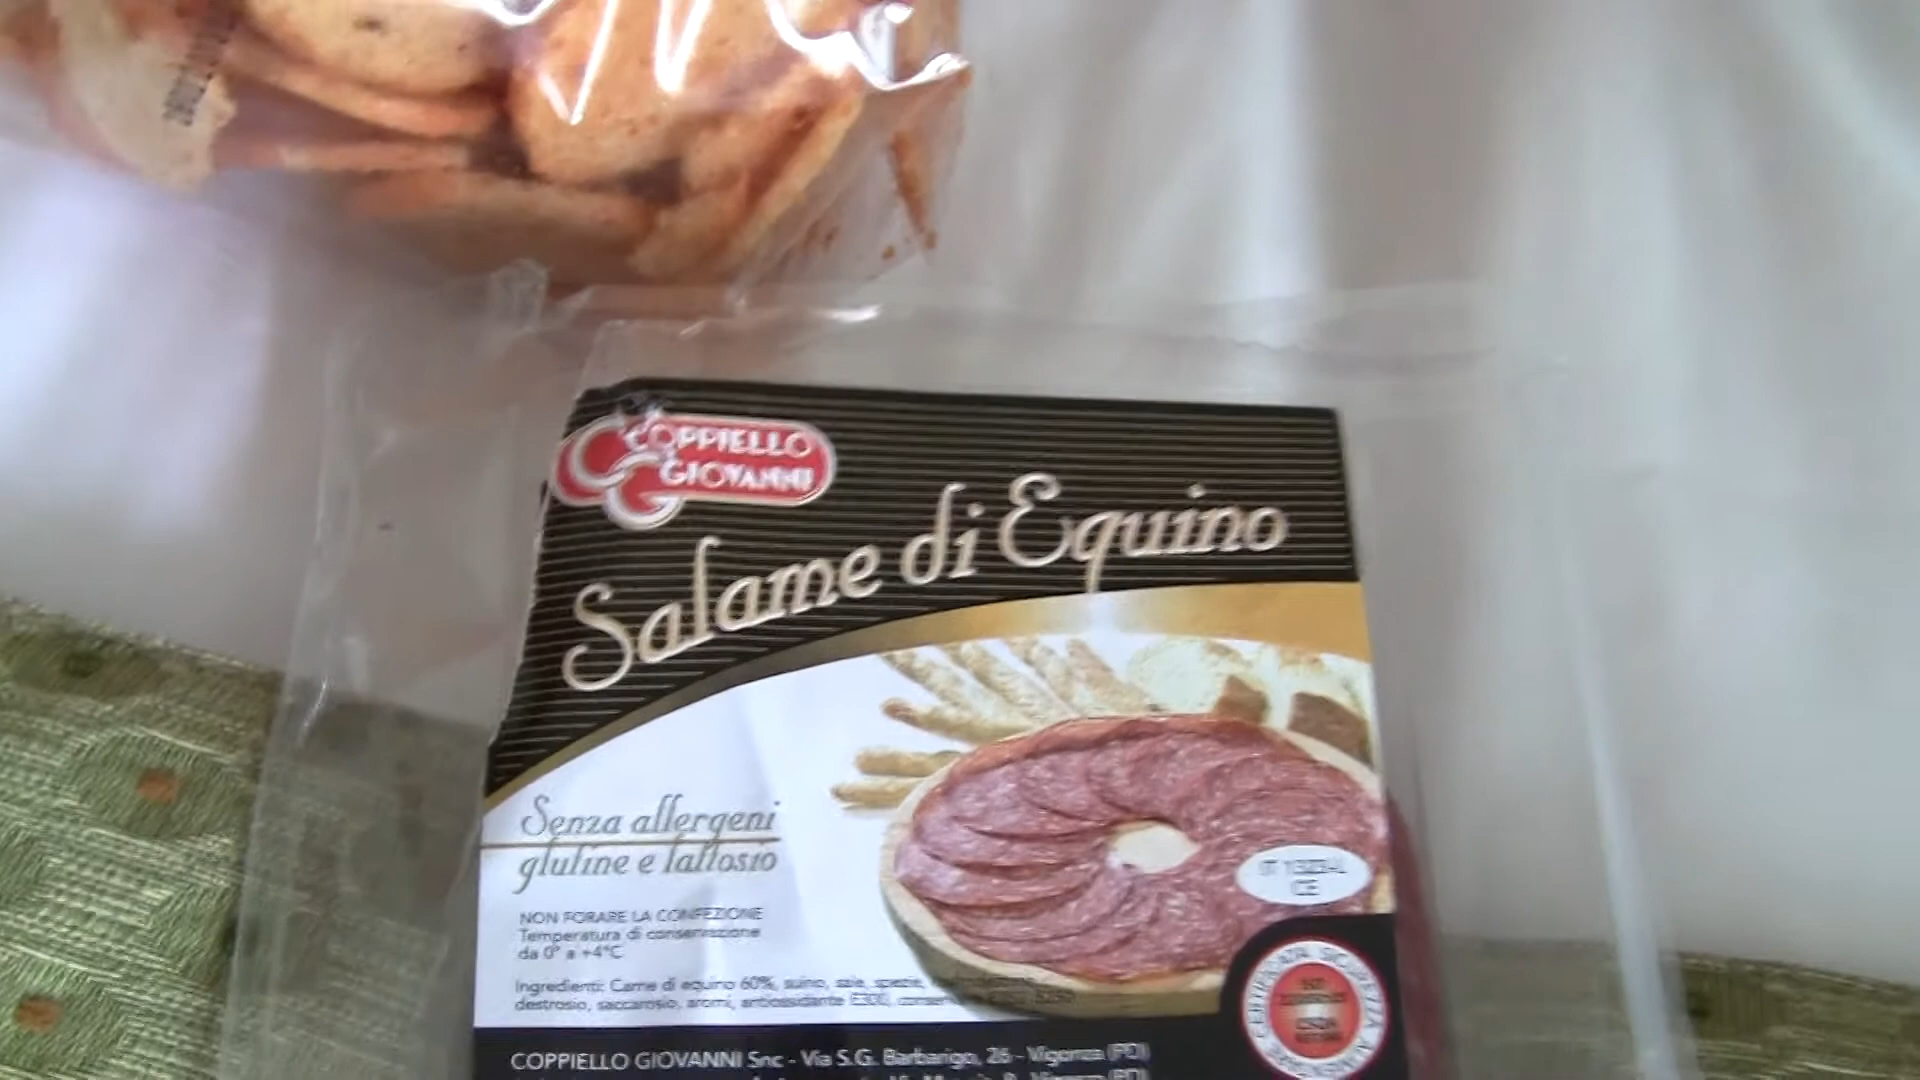 COPPIELLO
GIOVANNI
Salame di Equino
Senza allergeni
glutine e lattosio
NON FORARE LA CONFEZIONE
Temperatura di conservazione
da 0° a +4°C
Ingredienti: Carne di equino 60%, suino, sale, spezie,
destrosio, saccarosio, aromi, antiossidante E300,
CE
COPPIELLO GIOVANNI Snc - Via S.G. Barbarigo, 26 - Vigonza (PD)